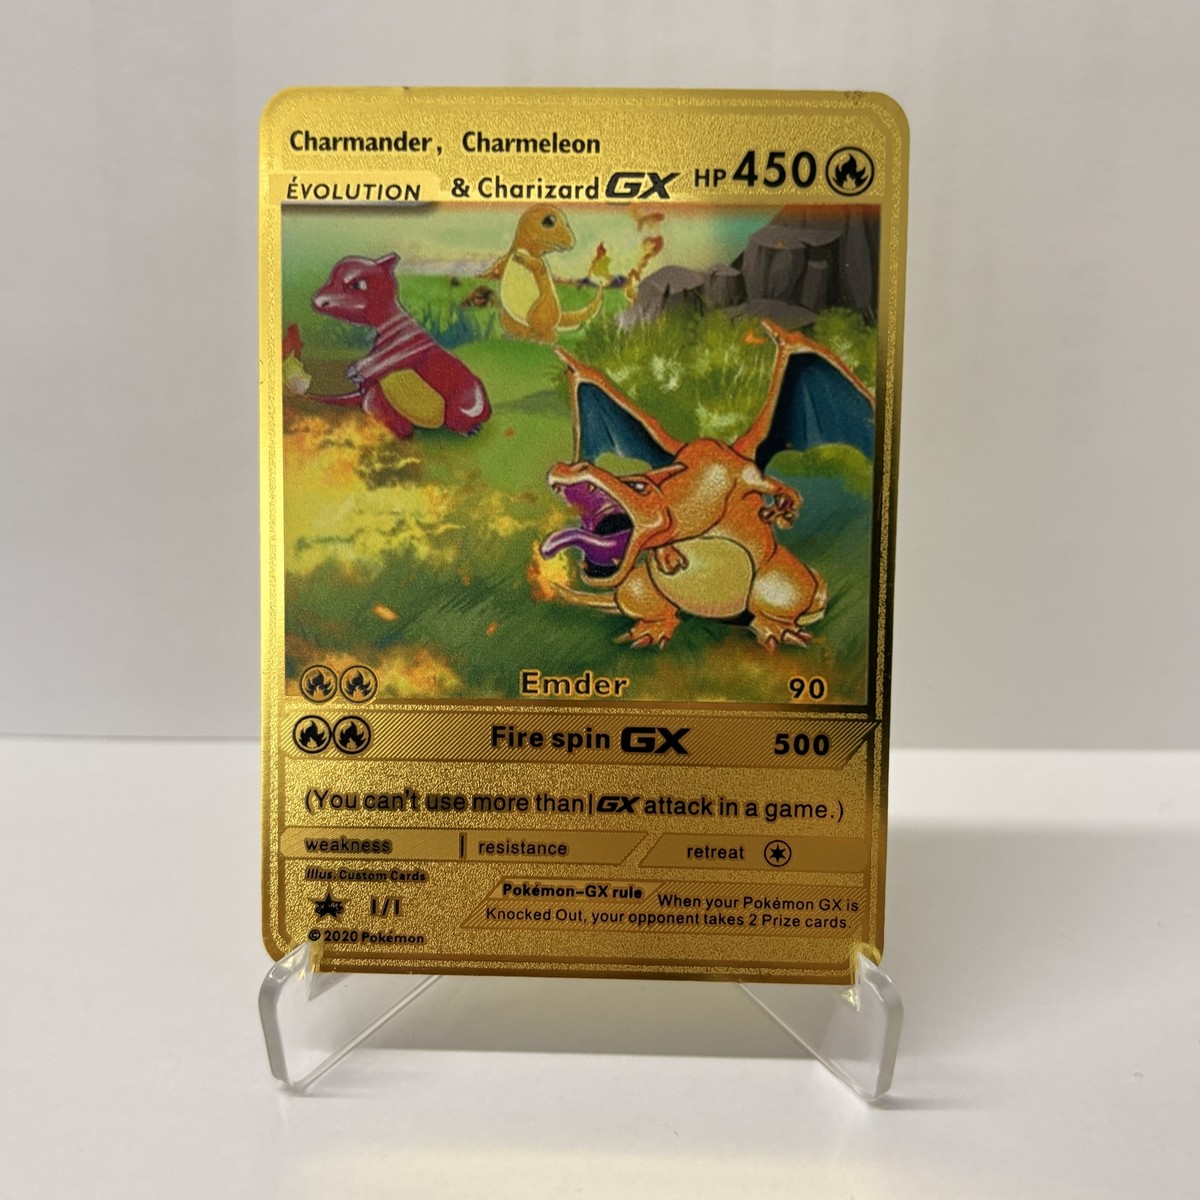 Charmander, Charmeleon
ÉVOLUTION & Charizard GX HP 450
Emder 90
Fire spin GX 500
(You can't use more than 1 GX attack in a game.)
weakness resistance retreat
Illus. Custom Cards
1/1
© 2020 Pokémon
Pokémon-GX rule When your Pokémon GX is
Knocked Out, your opponent takes 2 Prize cards.